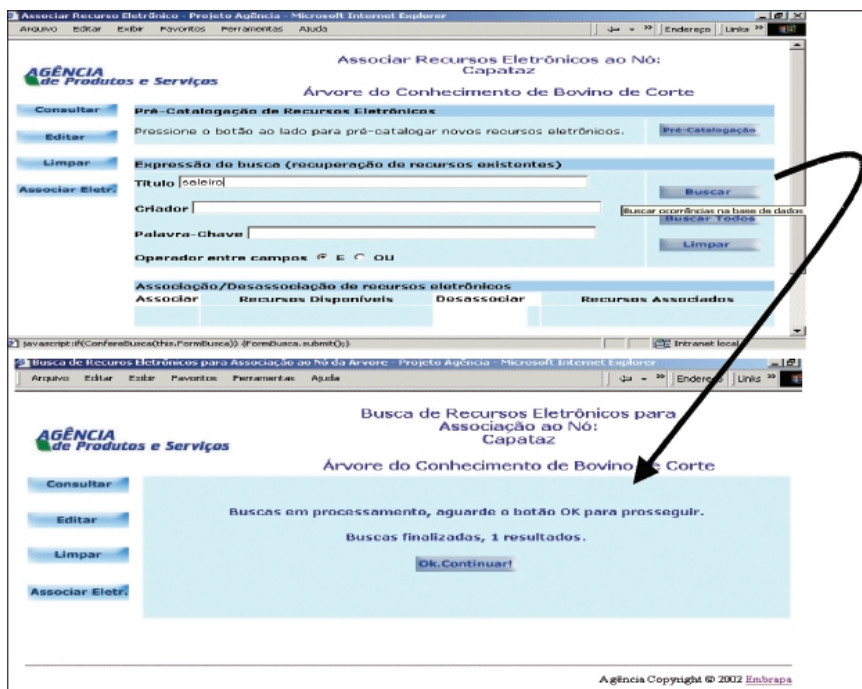 Associar Recurso Eletrônico - Projeto Agência - Microsoft Internet Explorer
Arquivo Editar Exibir Favoritos Ferramentas Ajuda Endereço Links
AGÊNCIA
de Produtos e Serviços
Associar Recursos Eletrônicos ao Nó:
Capataz
Árvore do Conhecimento de Bovino de Corte
Consultar
Editar
Limpar
Associar Eletr.
Pré-Catalogação de Recursos Eletrônicos
Pressione o botão ao lado para pré-catalogar novos recursos eletrônicos.
Pré-Catalogação
Expressão de busca (recuperação de recursos existentes)
Título saleiro
Criador
Palavra-Chave
Operador entre campos E OU
Buscar
Buscar ocorrências na base de dados
Buscar Todos
Limpar
Associação/Desassociação de recursos eletrônicos
Associar Recursos Disponíveis Desassociar Recursos Associados
javascript:if(ConfereBusca(this.FormBusca)) {FormBusca.submit();}
Intranet local
Busca de Recuros Eletrônicos para Associação ao Nó da Arvore - Projeto Agência - Microsoft Internet Explorer
Arquivo Editar Exibir Favoritos Ferramentas Ajuda Endereço Links
AGÊNCIA
de Produtos e Serviços
Busca de Recursos Eletrônicos para
Associação ao Nó:
Capataz
Árvore do Conhecimento de Bovino de Corte
Consultar
Editar
Limpar
Associar Eletr.
Buscas em processamento, aguarde o botão OK para prosseguir.
Buscas finalizadas, 1 resultados.
Ok.Continuar!
Agência Copyright © 2002 Embrapa